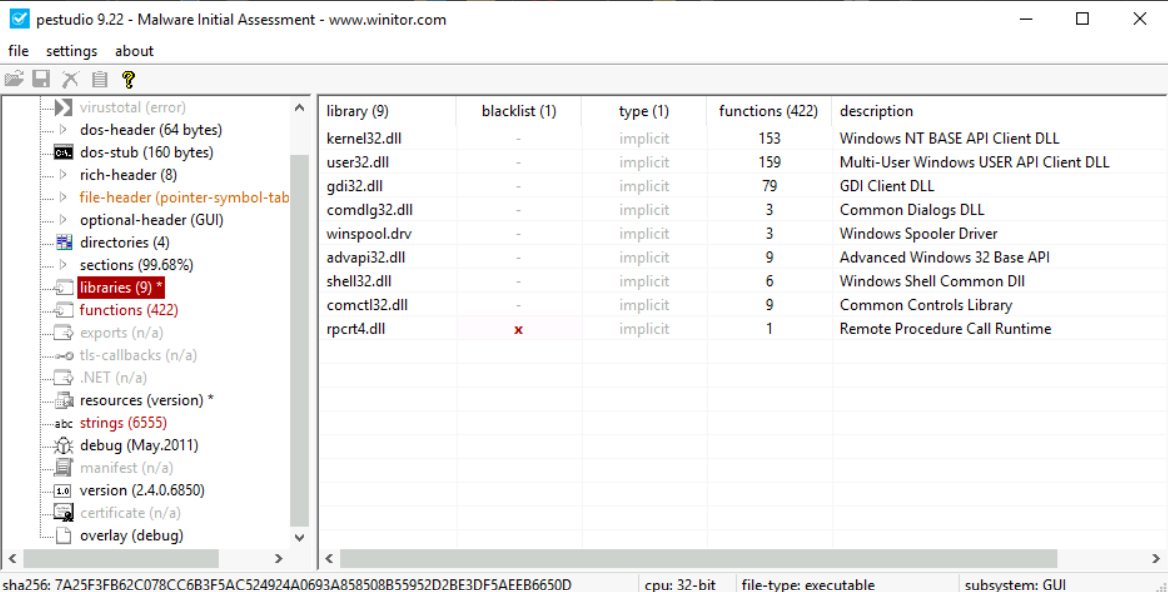 pestudio 9.22 - Malware Initial Assessment - www.winitor.com
file settings about
virustotal (error)
dos-header (64 bytes)
dos-stub (160 bytes)
rich-header (8)
file-header (pointer-symbol-tab
optional-header (GUI)
directories (4)
sections (99.68%)
libraries (9) *
functions (422)
exports (n/a)
tls-callbacks (n/a)
.NET (n/a)
resources (version) *
abc strings (6555)
debug (May.2011)
manifest (n/a)
1.0 version (2.4.0.6850)
certificate (n/a)
overlay (debug)
library (9) blacklist (1) type (1) functions (422) description
kernel32.dll - implicit 153 Windows NT BASE API Client DLL
user32.dll - implicit 159 Multi-User Windows USER API Client DLL
gdi32.dll - implicit 79 GDI Client DLL
comdlg32.dll - implicit 3 Common Dialogs DLL
winspool.drv - implicit 3 Windows Spooler Driver
advapi32.dll - implicit 9 Advanced Windows 32 Base API
shell32.dll - implicit 6 Windows Shell Common Dll
comctl32.dll - implicit 9 Common Controls Library
rpcrt4.dll x implicit 1 Remote Procedure Call Runtime
sha256: 7A25F3FB62C078CC6B3F5AC524924A0693A858508B55952D2BE3DF5AEEB6650D cpu: 32-bit file-type: executable subsystem: GUI